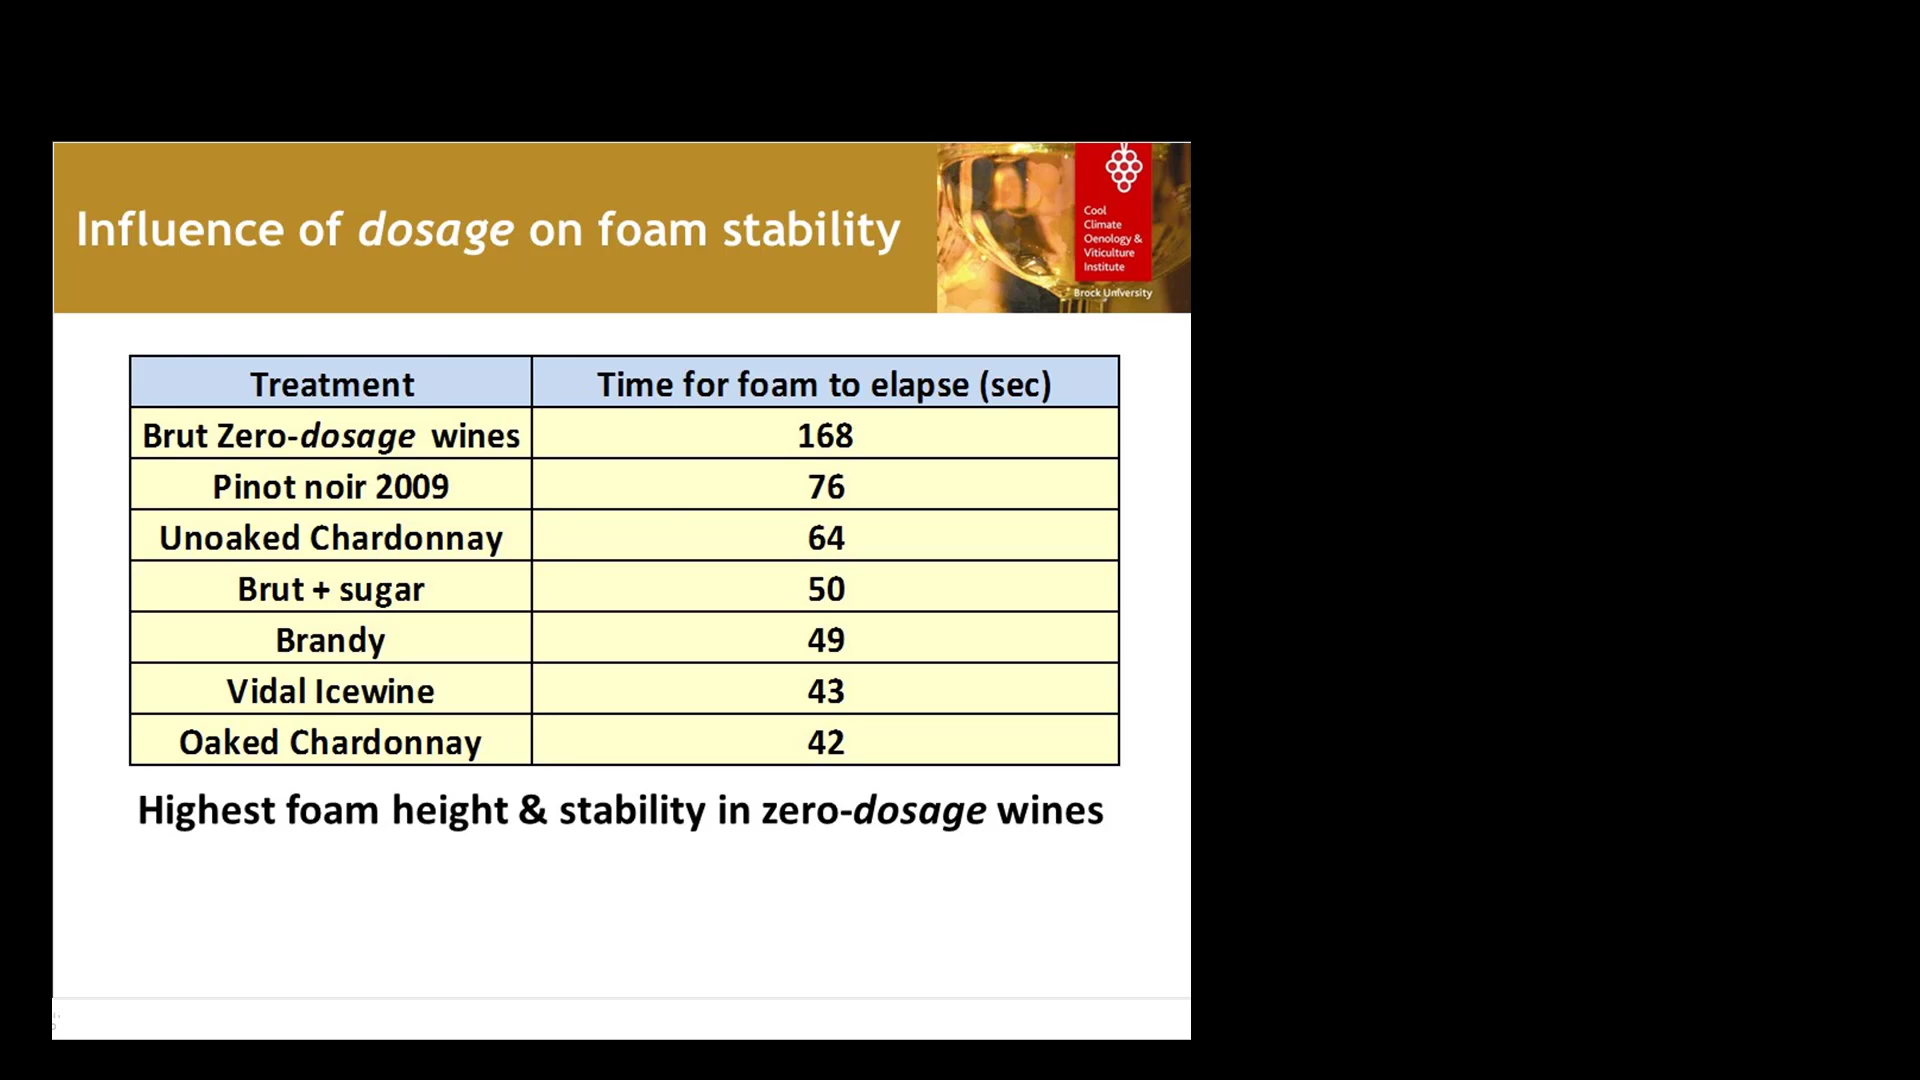 Influence of dosage on foam stability
Cool
Climate
Oenology &
Viticulture
Institute
Brock University
Treatment Time for foam to elapse (sec)
Brut Zero-dosage wines 168
Pinot noir 2009 76
Unoaked Chardonnay 64
Brut + sugar 50
Brandy 49
Vidal Icewine 43
Oaked Chardonnay 42
Highest foam height & stability in zero-dosage wines